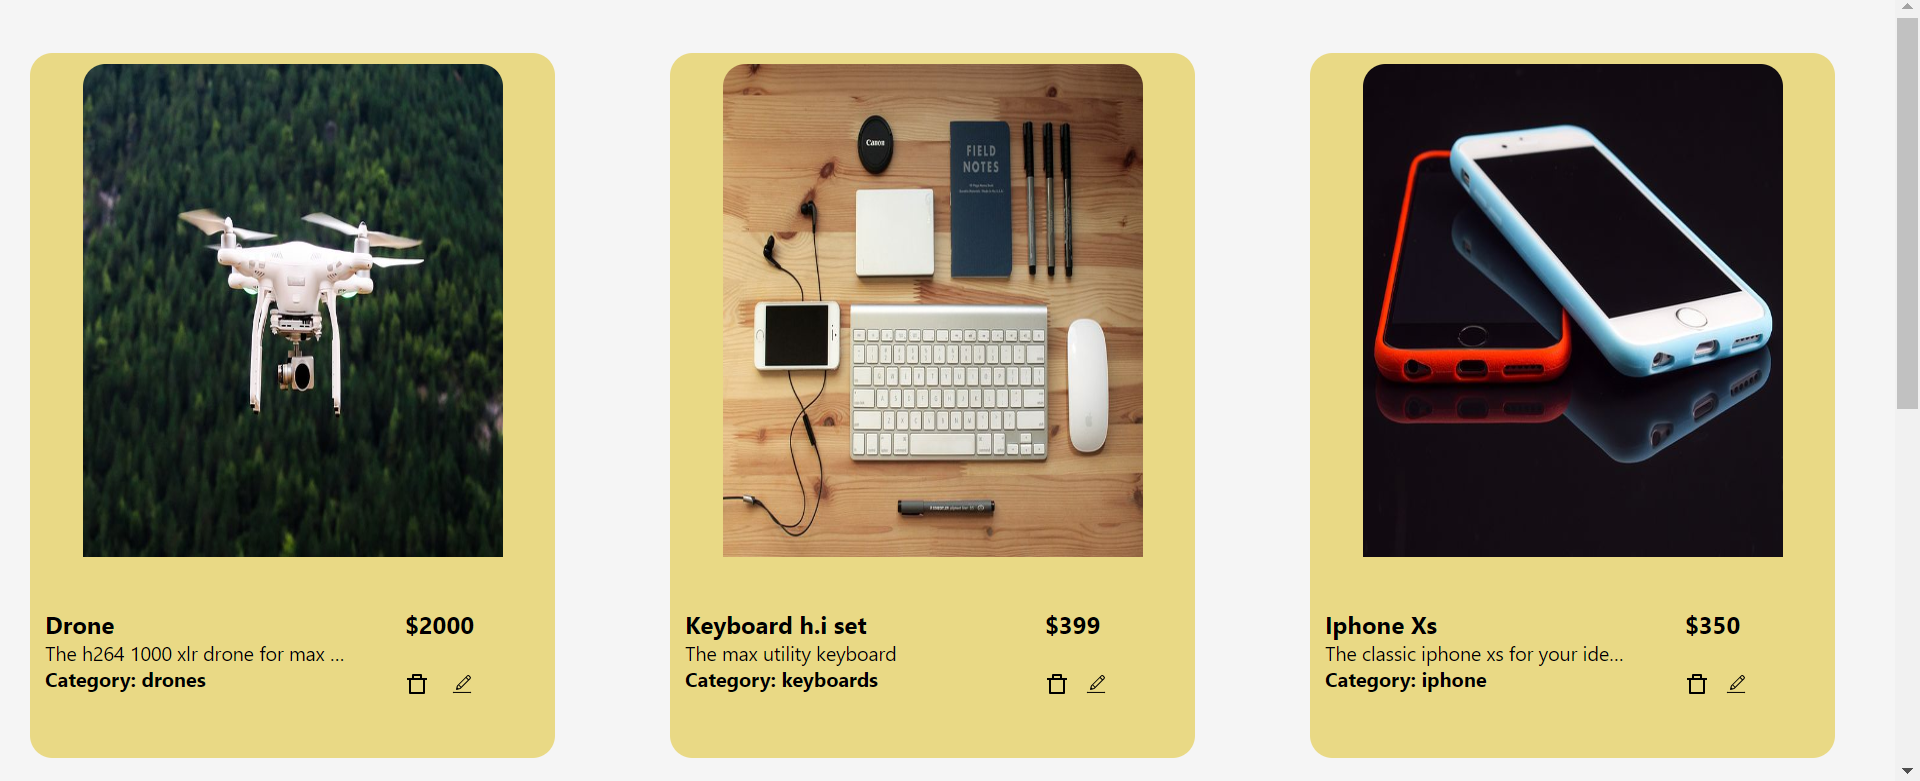 Canon
FIELD
NOTES
Drone
$2000
The h264 1000 xlr drone for max ...
Category: drones
Keyboard h.i set
$399
The max utility keyboard
Category: keyboards
Iphone Xs
$350
The classic iphone xs for your ide...
Category: iphone